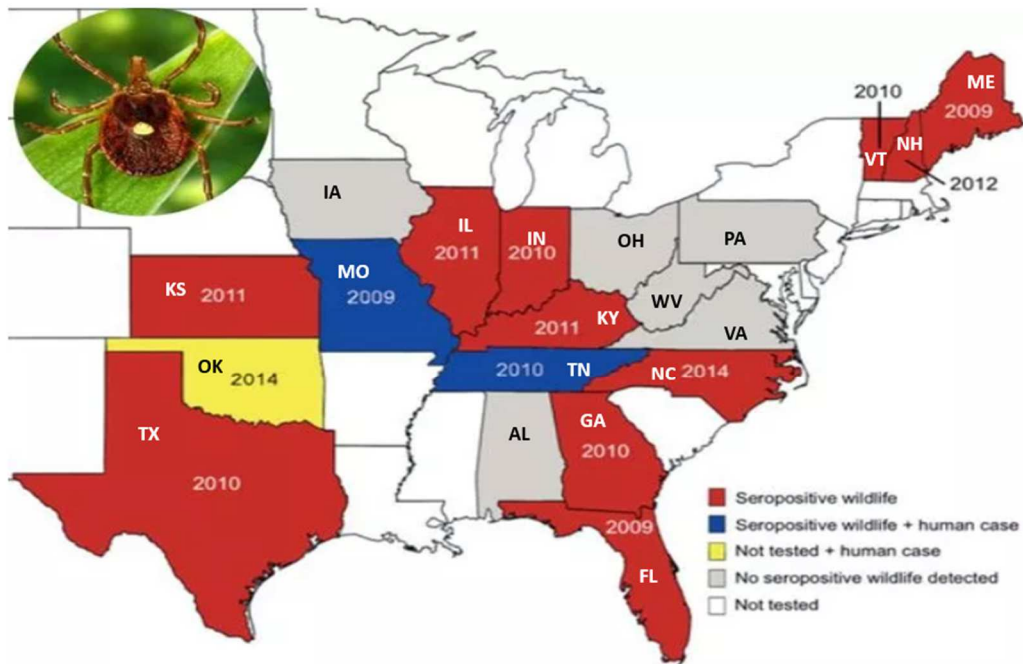 ME
2009
2010
VT
NH
2012
IA
IL
2011
IN
2010
OH
PA
MO
2009
WV
KS
2011
KY
2011
VA
OK
2014
2010
TN
NC
2014
TX
2010
AL
GA
2010
2009
FL
Seropositive wildlife
Seropositive wildlife + human case
Not tested + human case
No seropositive wildlife detected
Not tested